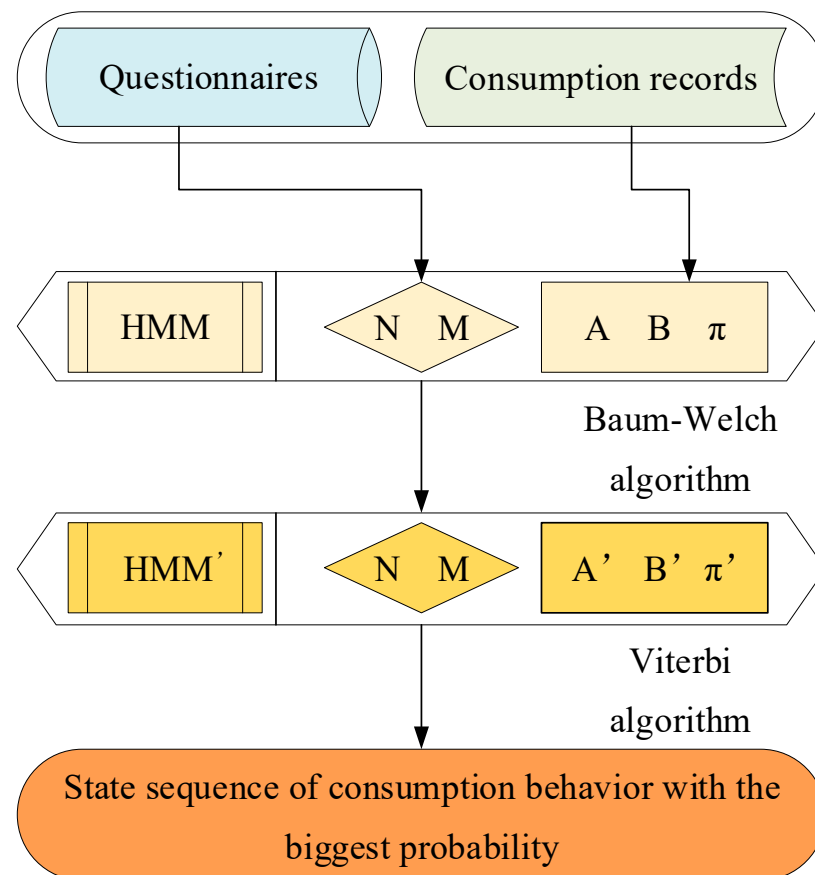 Questionnaires
Consumption records
HMM
N M
A B π
Baum-Welch
algorithm
HMM’
N M
A’ B’ π’
Viterbi
algorithm
State sequence of consumption behavior with the
biggest probability